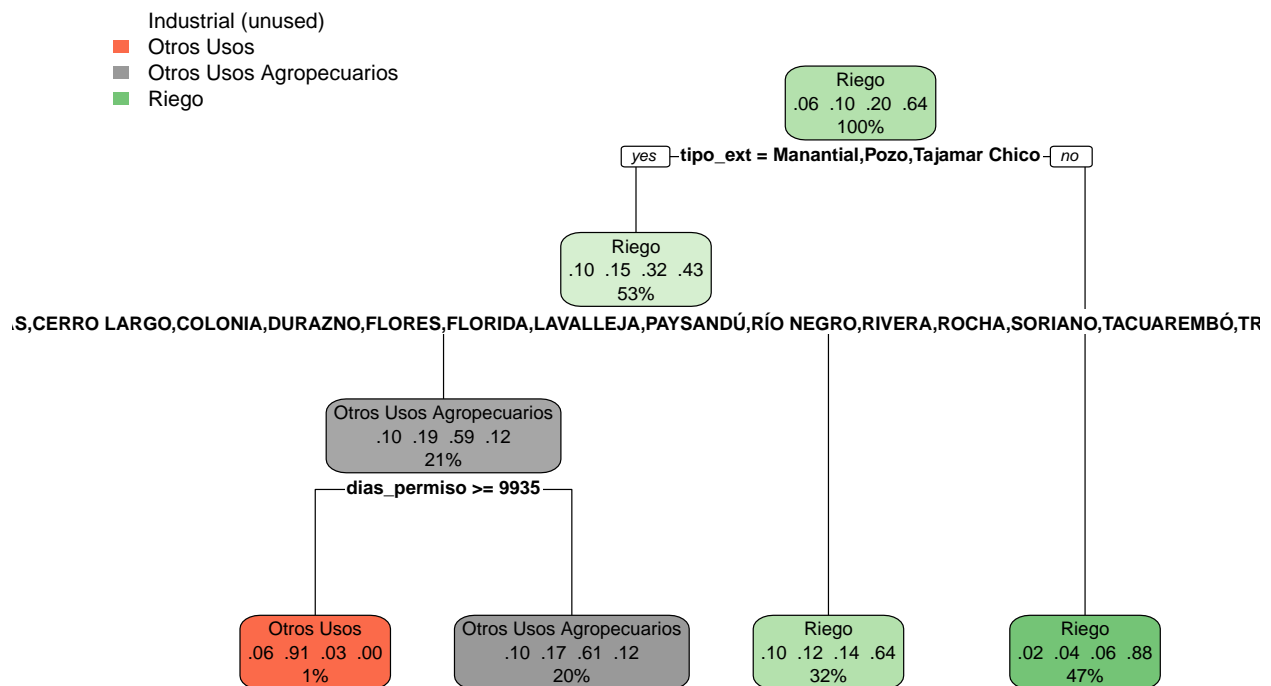 Industrial (unused)
Otros Usos
Otros Usos Agropecuarios
Riego
Riego
.06 .10 .20 .64
100%
yes tipo_ext = Manantial,Pozo,Tajamar Chico no
Riego
.10 .15 .32 .43
53%
S,CERRO LARGO,COLONIA,DURAZNO,FLORES,FLORIDA,LAVALLEJA,PAYSANDÚ,RÍO NEGRO,RIVERA,ROCHA,SORIANO,TACUAREMBÓ,TR
Otros Usos Agropecuarios
.10 .19 .59 .12
21%
dias_permiso >= 9935
Otros Usos
.06 .91 .03 .00
1%
Otros Usos Agropecuarios
.10 .17 .61 .12
20%
Riego
.10 .12 .14 .64
32%
Riego
.02 .04 .06 .88
47%